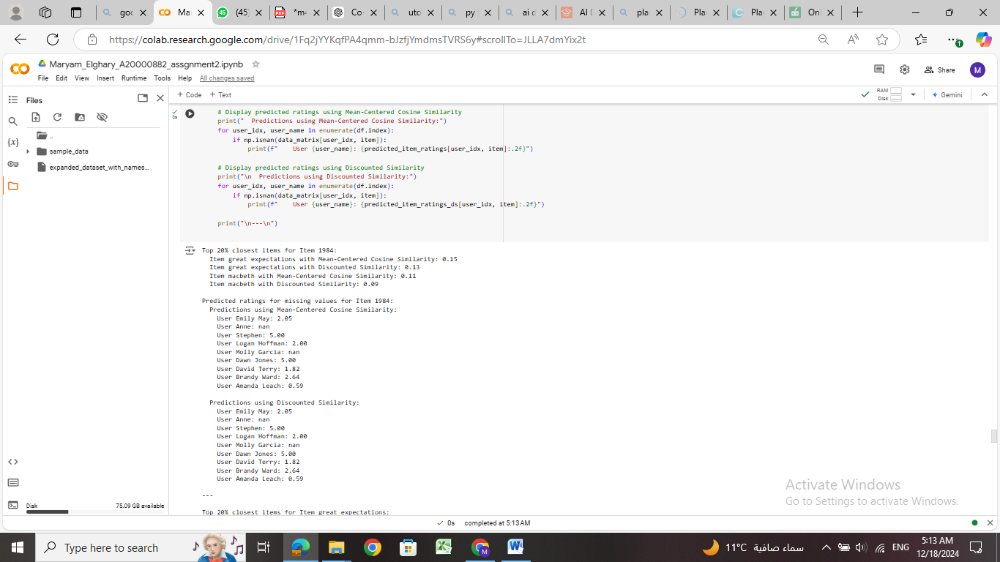 goc
Ma
(45)
*m
Co-
uto
py
ai c
AI D
pla
Pla
Pla
Onl
https://colab.research.google.com/drive/1Fq2jYYKqfPA4qmm-bJzfjYmdmsTVRS6y#scrollTo=JLLA7dmYix2t
Maryam_Elghary_A20000882_assgnment2.ipynb
File Edit View Insert Runtime Tools Help All changes saved
Share
M
Files
+ Code + Text
RAM
Disk
Gemini
..
sample_data
expanded_dataset_with_names...
0s
# Display predicted ratings using Mean-Centered Cosine Similarity
print("  Predictions using Mean-Centered Cosine Similarity:")
for user_idx, user_name in enumerate(df.index):
    if np.isnan(data_matrix[user_idx, item]):
        print(f"    User {user_name}: {predicted_item_ratings[user_idx, item]:.2f}")
# Display predicted ratings using Discounted Similarity
print("\n  Predictions using Discounted Similarity:")
for user_idx, user_name in enumerate(df.index):
    if np.isnan(data_matrix[user_idx, item]):
        print(f"    User {user_name}: {predicted_item_ratings_ds[user_idx, item]:.2f}")
print("\n---\n")
Top 20% closest items for Item 1984:
  Item great expectations with Mean-Centered Cosine Similarity: 0.15
  Item great expectations with Discounted Similarity: 0.13
  Item macbeth with Mean-Centered Cosine Similarity: 0.11
  Item macbeth with Discounted Similarity: 0.09
Predicted ratings for missing values for Item 1984:
  Predictions using Mean-Centered Cosine Similarity:
    User Emily May: 2.05
    User Anne: nan
    User Stephen: 5.00
    User Logan Hoffman: 2.00
    User Molly Garcia: nan
    User Dawn Jones: 5.00
    User David Terry: 1.82
    User Brandy Ward: 2.64
    User Amanda Leach: 0.59
  Predictions using Discounted Similarity:
    User Emily May: 2.05
    User Anne: nan
    User Stephen: 5.00
    User Logan Hoffman: 2.00
    User Molly Garcia: nan
    User Dawn Jones: 5.00
    User David Terry: 1.82
    User Brandy Ward: 2.64
    User Amanda Leach: 0.59
---
Top 20% closest items for Item great expectations:
Activate Windows
Go to Settings to activate Windows.
Disk 75.09 GB available
0s completed at 5:13 AM
Type here to search
11°C سماء صافية
ENG
5:13 AM
12/18/2024